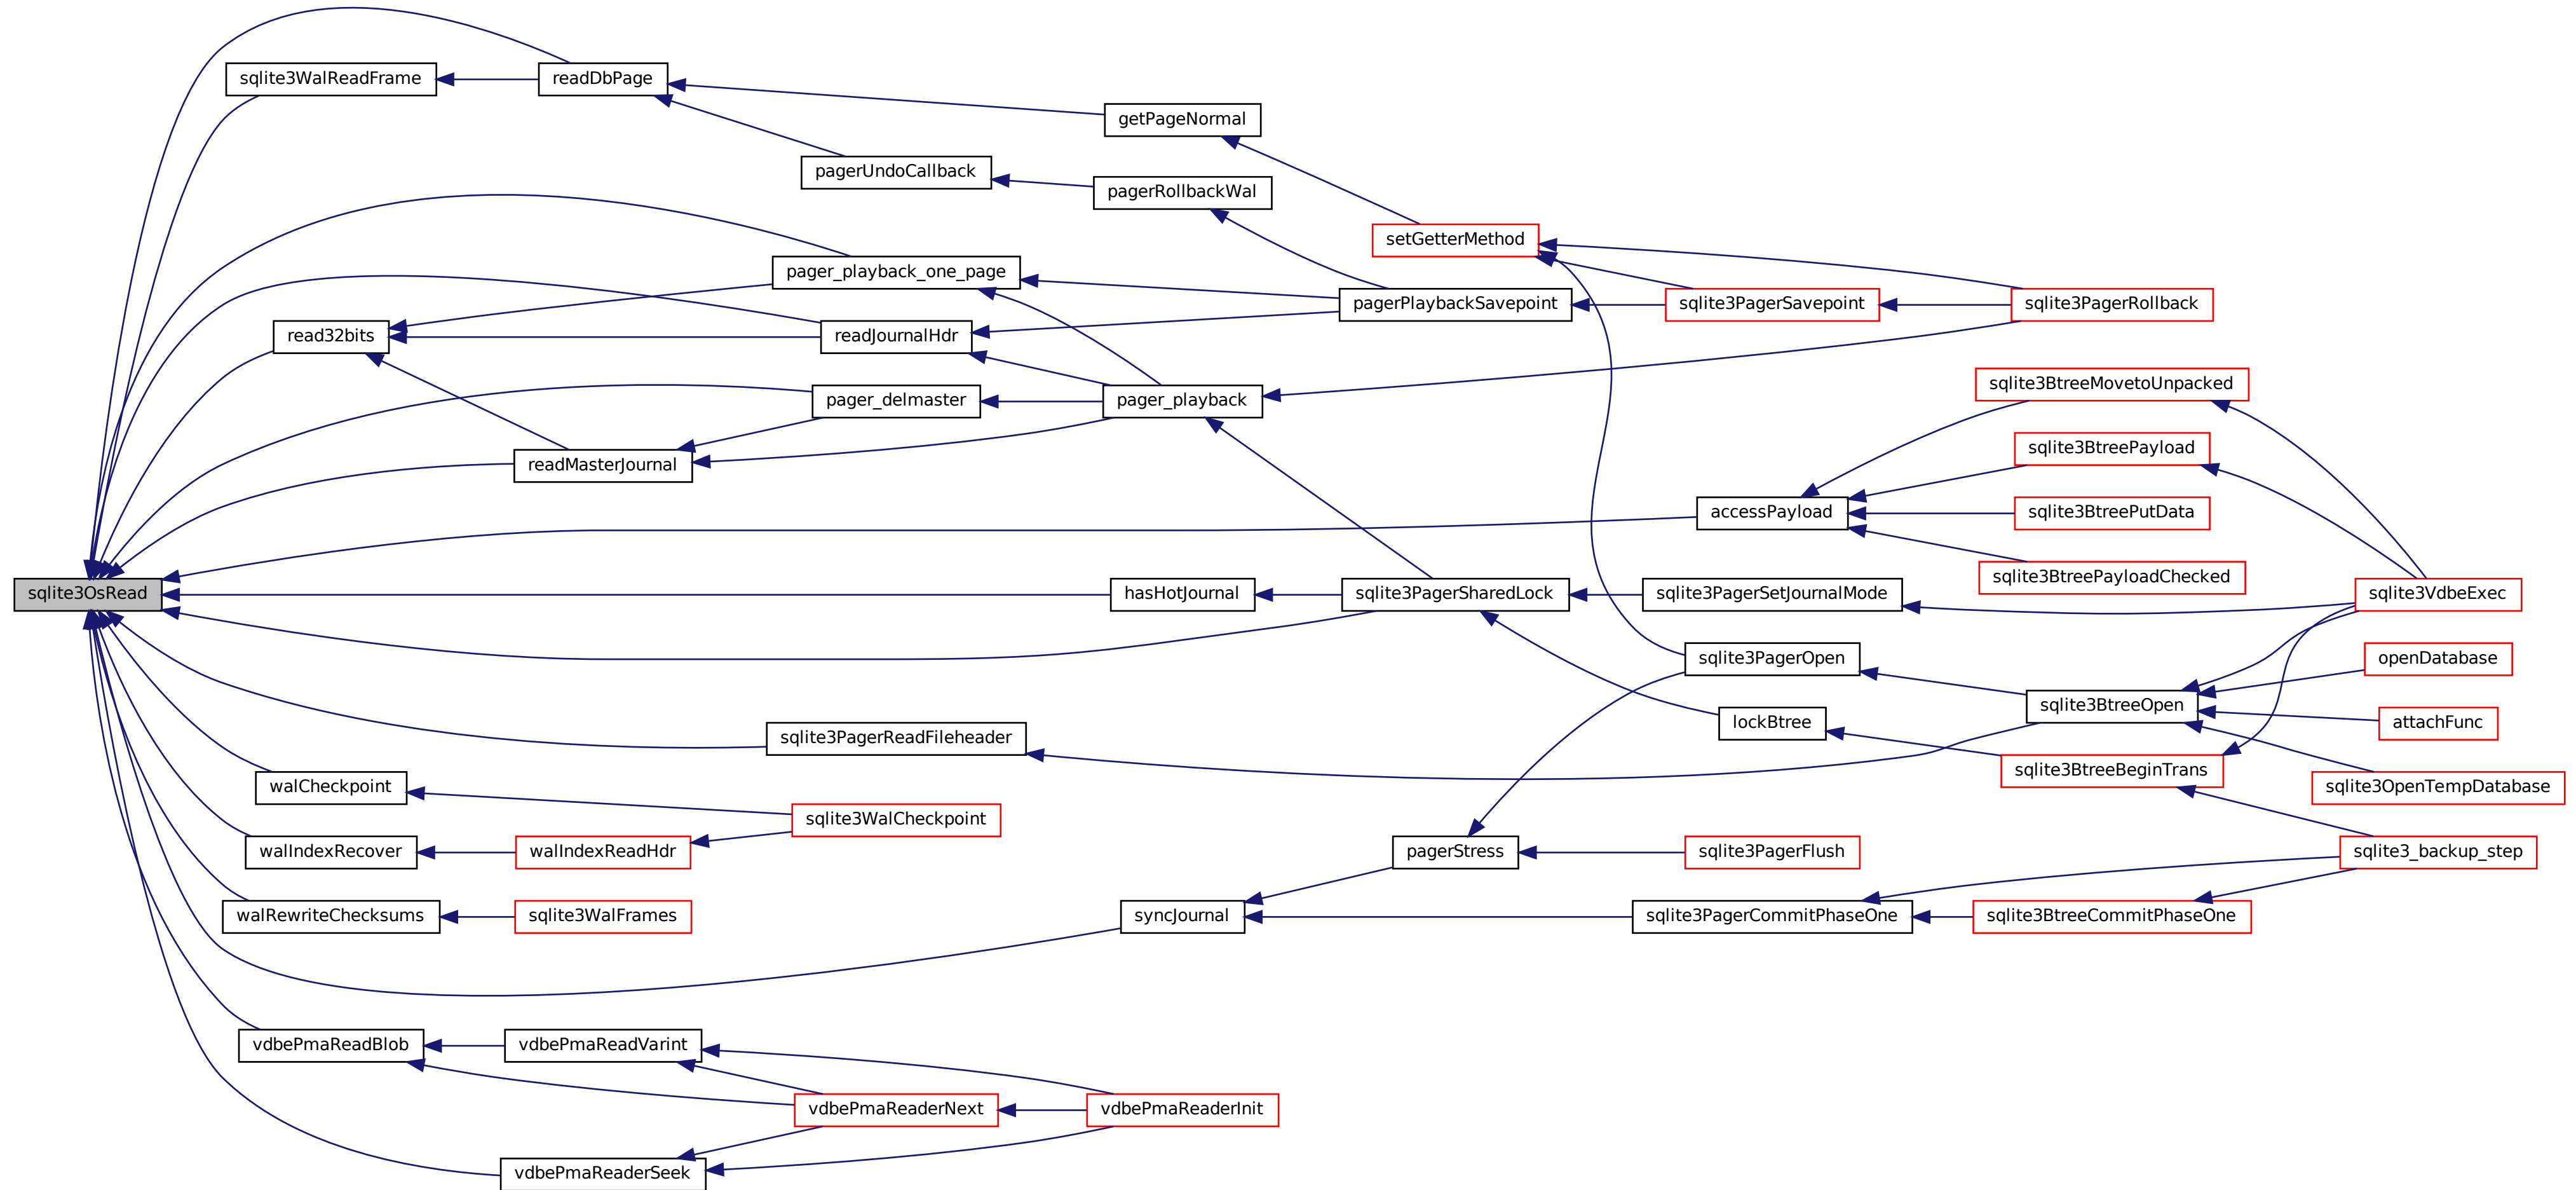 sqlite3WalReadFrame
readDbPage
getPageNormal
pagerUndoCallback
pagerRollbackWal
setGetterMethod
pager_playback_one_page
pagerPlaybackSavepoint
sqlite3PagerSavepoint
sqlite3PagerRollback
read32bits
readJournalHdr
sqlite3BtreeMovetoUnpacked
pager_delmaster
pager_playback
sqlite3BtreePayload
readMasterJournal
accessPayload
sqlite3BtreePutData
sqlite3BtreePayloadChecked
sqlite3OsRead
hasHotJournal
sqlite3PagerSharedLock
sqlite3PagerSetJournalMode
sqlite3VdbeExec
sqlite3PagerOpen
openDatabase
sqlite3BtreeOpen
lockBtree
attachFunc
sqlite3PagerReadFileheader
sqlite3BtreeBeginTrans
walCheckpoint
sqlite3OpenTempDatabase
sqlite3WalCheckpoint
walIndexRecover
walIndexReadHdr
pagerStress
sqlite3PagerFlush
sqlite3_backup_step
walRewriteChecksums
sqlite3WalFrames
syncJournal
sqlite3PagerCommitPhaseOne
sqlite3BtreeCommitPhaseOne
vdbePmaReadBlob
vdbePmaReadVarint
vdbePmaReaderNext
vdbePmaReaderInit
vdbePmaReaderSeek